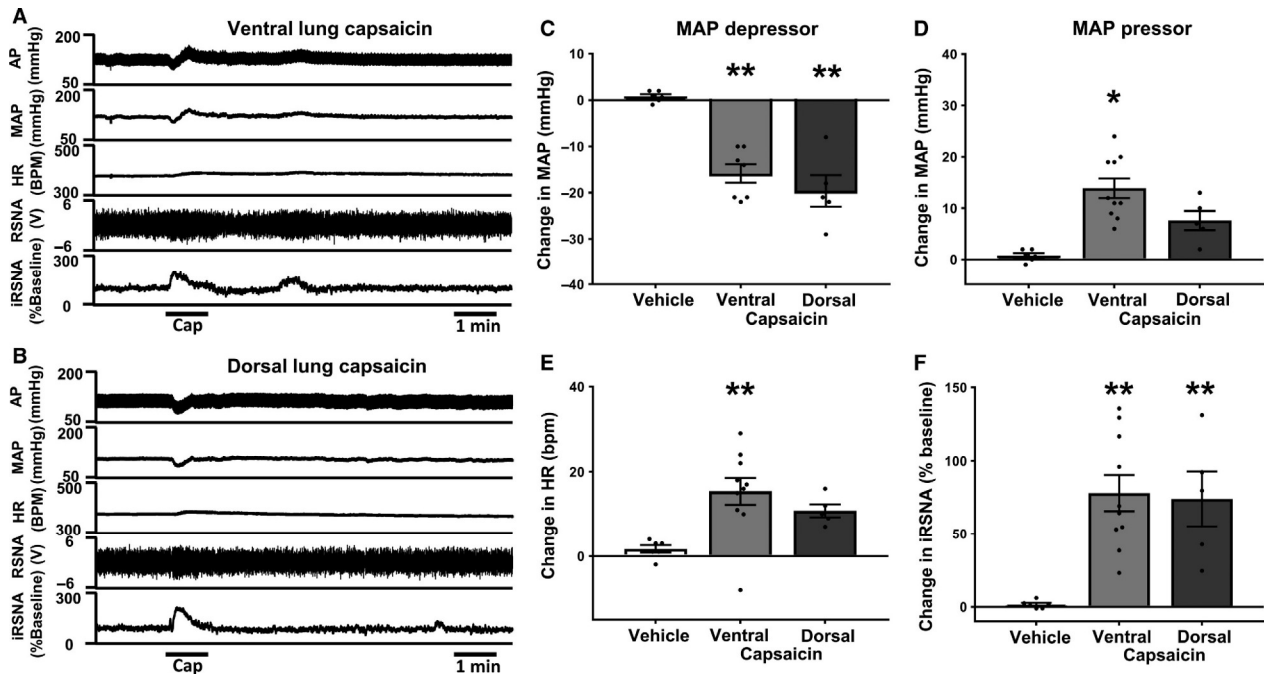 A
Ventral lung capsaicin
AP
(mmHg)
200
50
MAP
(mmHg)
200
50
HR
(BPM)
500
300
RSNA
(V)
6
−6
iRSNA
(%Baseline)
300
0
Cap
1 min
B
Dorsal lung capsaicin
AP
(mmHg)
200
50
MAP
(mmHg)
200
50
HR
(BPM)
500
300
RSNA
(V)
6
−6
iRSNA
(%Baseline)
300
0
Cap
1 min
C
MAP depressor
Change in MAP (mmHg)
10
0
−10
−20
−30
−40
**
**
Vehicle Ventral Dorsal
Capsaicin
D
MAP pressor
Change in MAP (mmHg)
40
30
20
10
0
*
Vehicle Ventral Dorsal
Capsaicin
E
Change in HR (bpm)
40
20
0
**
Vehicle Ventral Dorsal
Capsaicin
F
Change in iRSNA (% baseline)
150
100
50
0
**
**
Vehicle Ventral Dorsal
Capsaicin